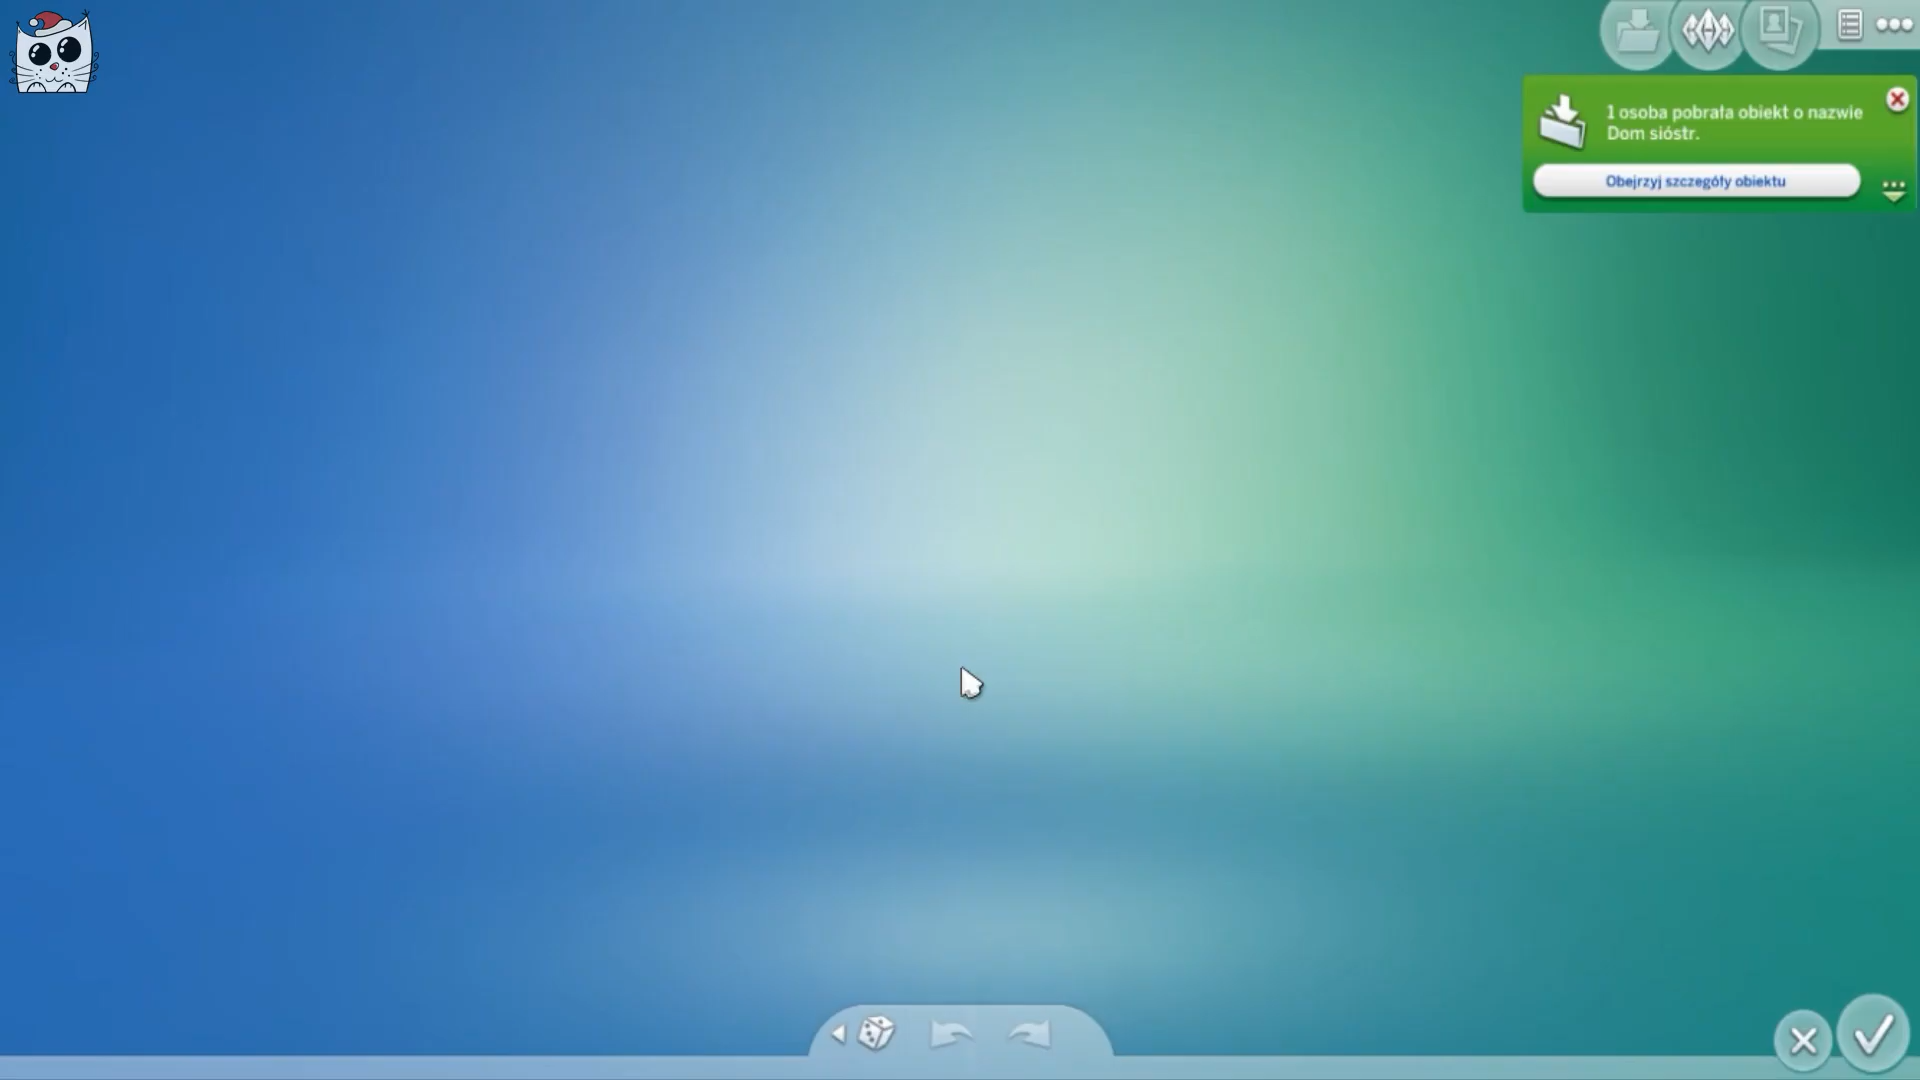 1 osoba pobrała obiekt o nazwie
Dom sióstr.
Obejrzyj szczegóły obiektu